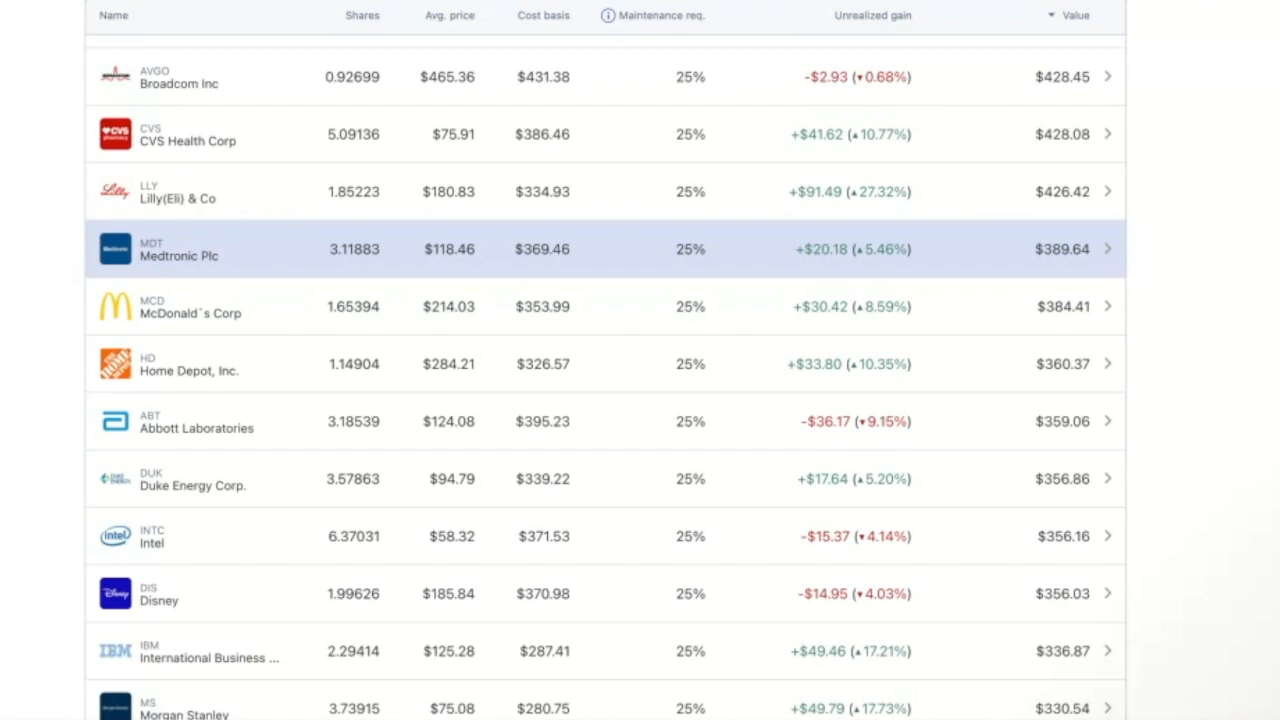 Name Shares Avg. price Cost basis Maintenance req. Unrealized gain Value
AVGO
Broadcom Inc 0.92699 $465.36 $431.38 25% -$2.93 (▾0.68%) $428.45
CVS
CVS Health Corp 5.09136 $75.91 $386.46 25% +$41.62 (▴10.77%) $428.08
Lilly LLY
Lilly(Eli) & Co 1.85223 $180.83 $334.93 25% +$91.49 (▴27.32%) $426.42
Medtronic MDT
Medtronic Plc 3.11883 $118.46 $369.46 25% +$20.18 (▴5.46%) $389.64
MCD
McDonald`s Corp 1.65394 $214.03 $353.99 25% +$30.42 (▴8.59%) $384.41
THE HOME DEPOT HD
Home Depot, Inc. 1.14904 $284.21 $326.57 25% +$33.80 (▴10.35%) $360.37
ABT
Abbott Laboratories 3.18539 $124.08 $395.23 25% -$36.17 (▾9.15%) $359.06
DUKE ENERGY DUK
Duke Energy Corp. 3.57863 $94.79 $339.22 25% +$17.64 (▴5.20%) $356.86
intel INTC
Intel 6.37031 $58.32 $371.53 25% -$15.37 (▾4.14%) $356.16
Disney DIS
Disney 1.99626 $185.84 $370.98 25% -$14.95 (▾4.03%) $356.03
IBM IBM
International Business ... 2.29414 $125.28 $287.41 25% +$49.46 (▴17.21%) $336.87
MS
Morgan Stanley 3.73915 $75.08 $280.75 25% +$49.79 (▴17.73%) $330.54